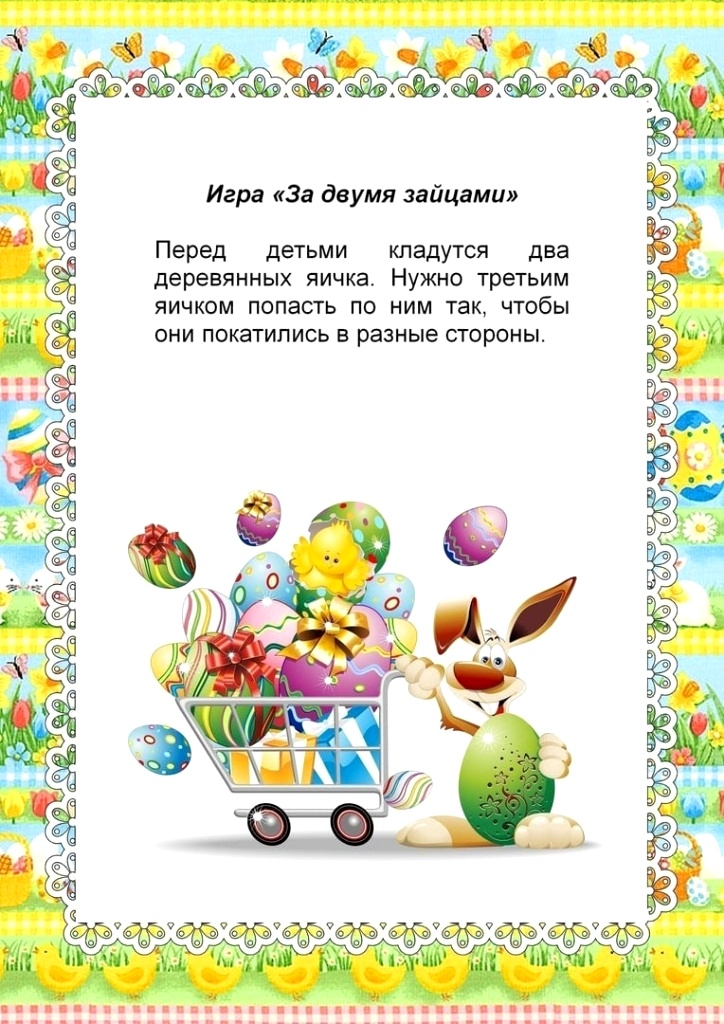 Игра «За двумя зайцами»
Перед детьми кладутся два
деревянных яичка. Нужно третьим
яичком попасть по ним так, чтобы
они покатились в разные стороны.